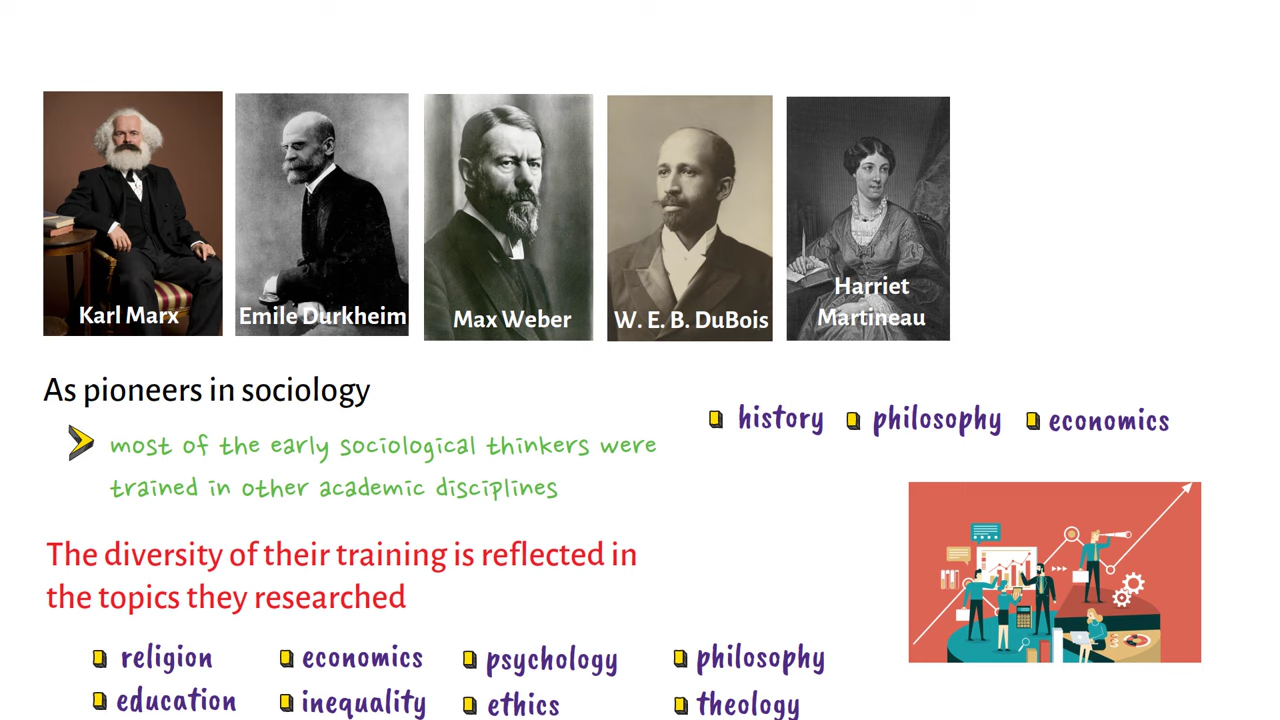 Karl Marx
Emile Durkheim
Max Weber
W. E. B. DuBois
Harriet
Martineau
As pioneers in sociology
most of the early sociological thinkers were
trained in other academic disciplines
history
philosophy
economics
The diversity of their training is reflected in
the topics they researched
religion
economics
psychology
philosophy
education
inequality
ethics
theology